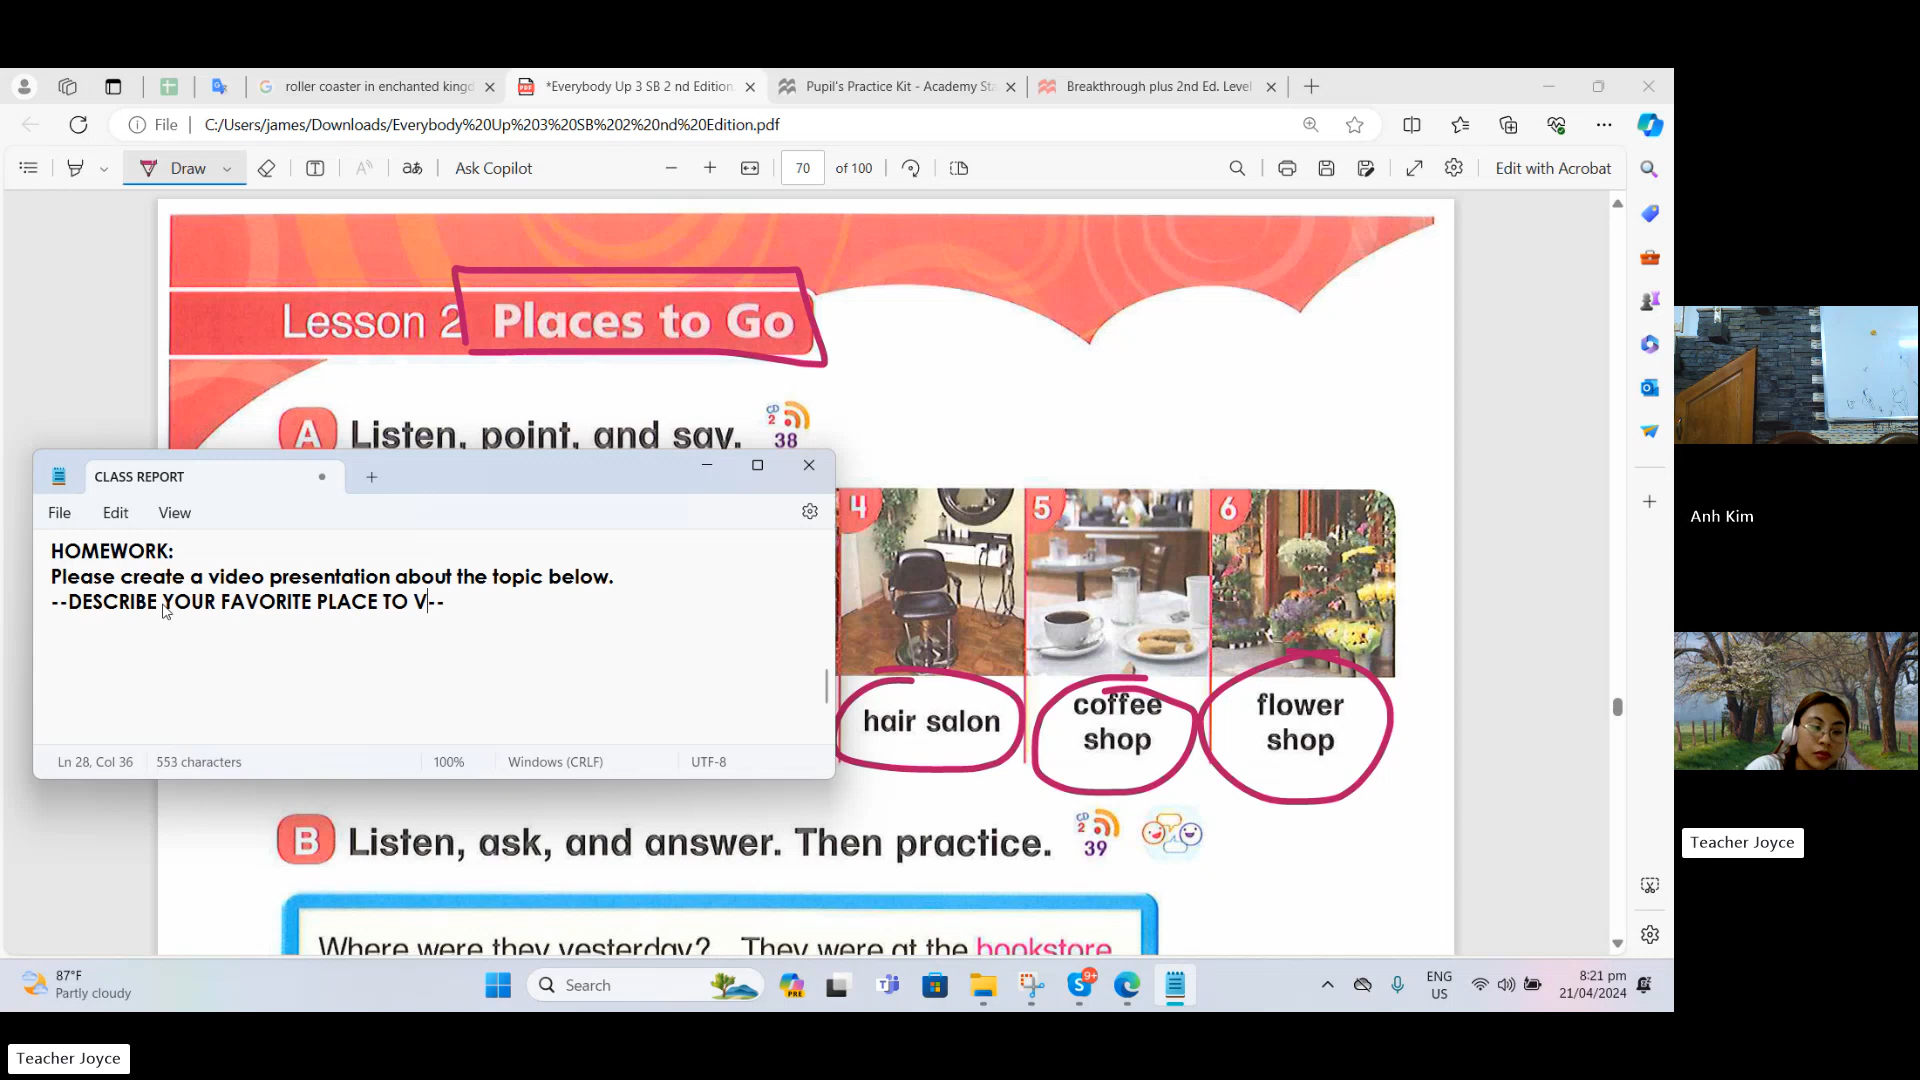 roller coaster in enchanted kingd
*Everybody Up 3 SB 2 nd Edition
Pupil's Practice Kit - Academy Sta
Breakthrough plus 2nd Ed. Level
File
C:/Users/james/Downloads/Everybody%20Up%203%20SB%202%20nd%20Edition.pdf
Draw
Ask Copilot
70
of 100
Edit with Acrobat
Lesson 2 Places to Go
A Listen, point, and say.
CD 2
38
CLASS REPORT
File Edit View
HOMEWORK:
Please create a video presentation about the topic below.
--DESCRIBE YOUR FAVORITE PLACE TO V--
Ln 28, Col 36
553 characters
100%
Windows (CRLF)
UTF-8
4
5
6
hair salon
coffee
shop
flower
shop
B Listen, ask, and answer. Then practice.
CD 2
39
Where were they yesterday? They were at the bookstore
Anh Kim
Teacher Joyce
87°F
Partly cloudy
Search
PRE
9+
ENG
US
8:21 pm
21/04/2024
Teacher Joyce